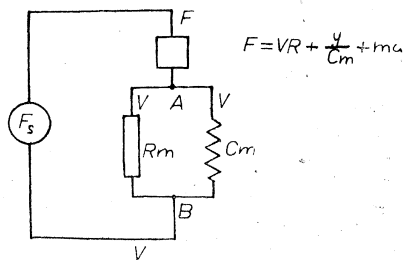 F
F = VR + y/Cm + ma
V A V
Fs
Rm Cm
B
V